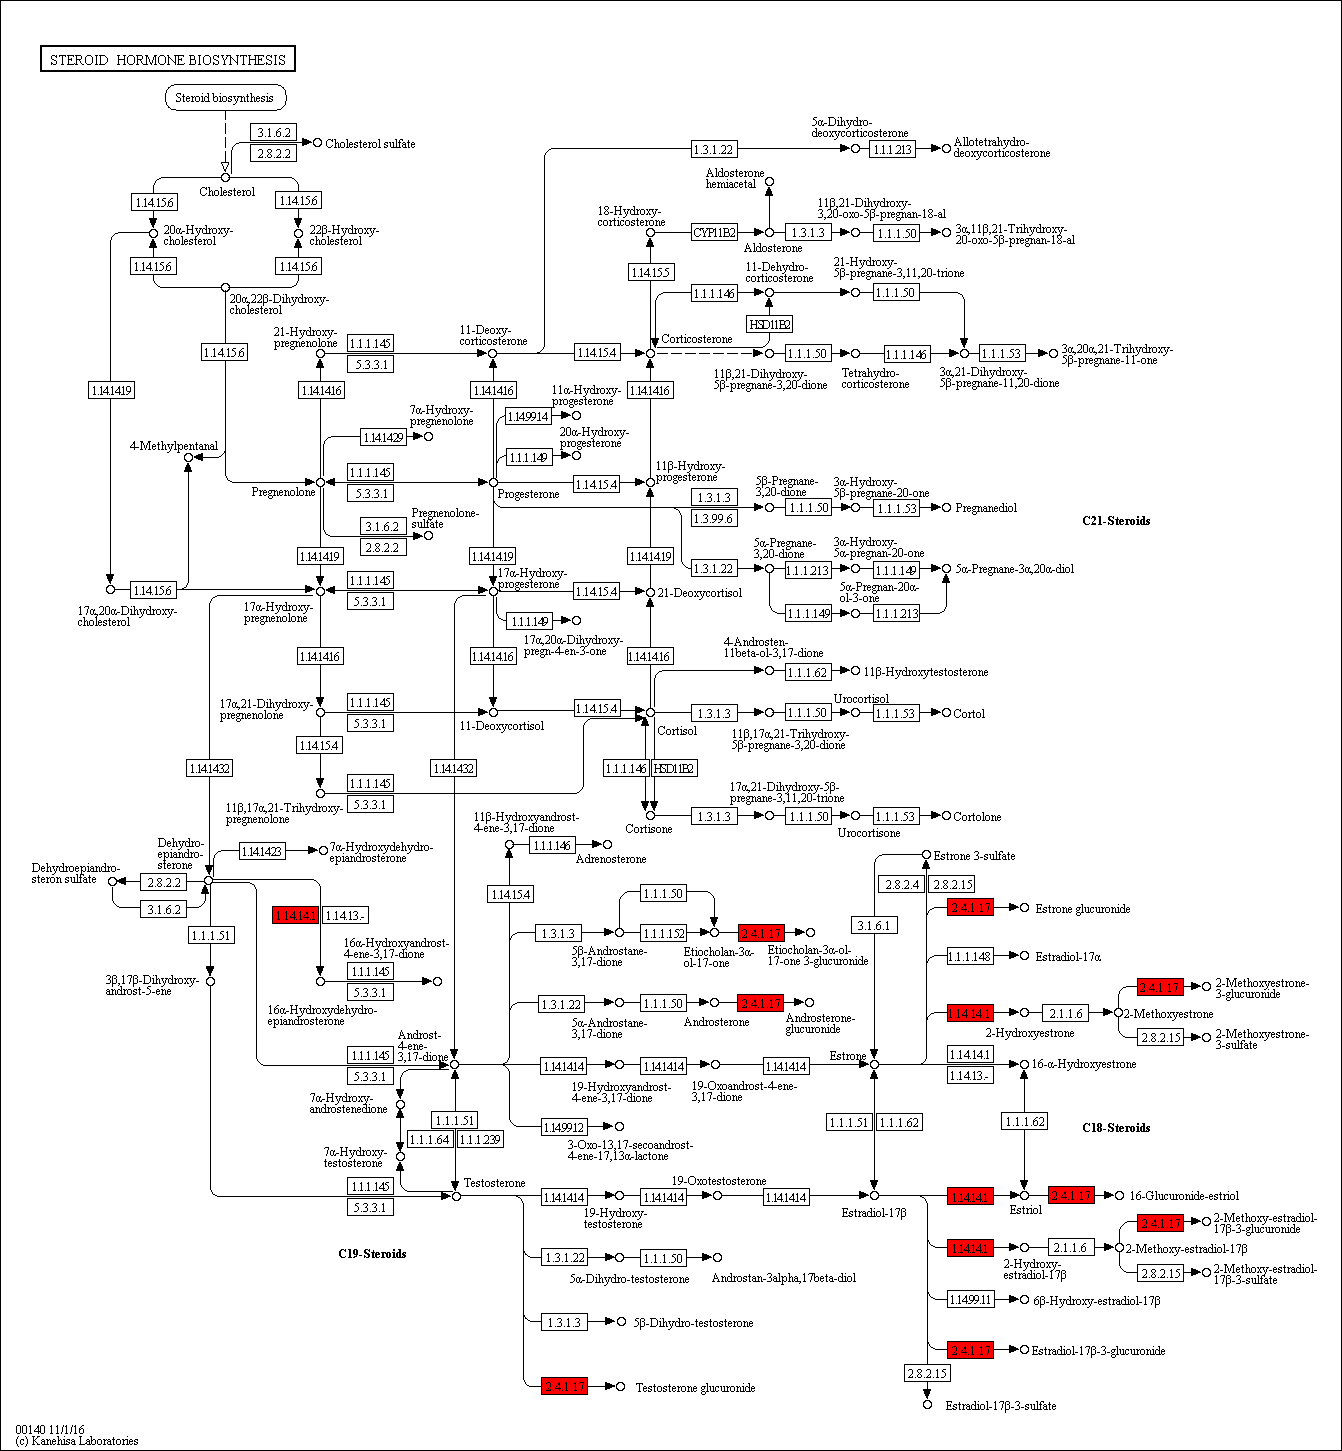 STEROID HORMONE BIOSYNTHESIS
Steroid biosynthesis
3.1.6.2
2.8.2.2
Cholesterol sulfate
Cholesterol
1.14.15.6
1.14.15.6
20α-Hydroxy-
cholesterol
22β-Hydroxy-
cholesterol
1.14.15.6
1.14.15.6
20α,22β-Dihydroxy-
cholesterol
1.14.15.6
1.14.14.19
4-Methylpentanal
1.14.15.6
17α,20α-Dihydroxy-
cholesterol
5α-Dihydro-
deoxycorticosterone
1.3.1.22
1.1.1.213
Allotetrahydro-
deoxycorticosterone
Aldosterone
hemiacetal
18-Hydroxy-
corticosterone
CYP11B2
Aldosterone
11β,21-Dihydroxy-
3,20-oxo-5β-pregnan-18-al
1.3.1.3
1.1.1.50
3α,11β,21-Trihydroxy-
20-oxo-5β-pregnan-18-al
1.14.15.5
11-Dehydro-
corticosterone
21-Hydroxy-
5β-pregnane-3,11,20-trione
1.1.1.146
1.1.1.50
HSD11B2
21-Hydroxy-
pregnenolone
1.1.1.145
5.3.3.1
11-Deoxy-
corticosterone
1.14.15.4
Corticosterone
11β,21-Dihydroxy-
5β-pregnane-3,20-dione
1.1.1.50
Tetrahydro-
corticosterone
1.1.1.146
3α,21-Dihydroxy-
5β-pregnane-11,20-dione
1.1.1.53
3α,20α,21-Trihydroxy-
5β-pregnane-11-one
1.14.14.16
1.14.14.16
1.14.14.16
7α-Hydroxy-
pregnenolone
1.14.14.29
11α-Hydroxy-
progesterone
1.14.99.14
20α-Hydroxy-
progesterone
1.1.1.149
Pregnenolone
1.1.1.145
5.3.3.1
Progesterone
1.14.15.4
11β-Hydroxy-
progesterone
1.3.1.3
1.3.99.6
5β-Pregnane-
3,20-dione
1.1.1.50
3α-Hydroxy-
5β-pregnane-20-one
1.1.1.53
Pregnanediol
C21-Steroids
Pregnenolone-
sulfate
3.1.6.2
2.8.2.2
1.14.14.19
1.14.14.19
1.14.14.19
1.3.1.22
5α-Pregnane-
3,20-dione
1.1.1.213
3α-Hydroxy-
5α-pregnan-20-one
1.1.1.149
5α-Pregnane-3α,20α-diol
5α-Pregnan-20α-
ol-3-one
1.1.1.149
1.1.1.213
17α-Hydroxy-
pregnenolone
1.1.1.145
5.3.3.1
17α-Hydroxy-
progesterone
1.14.15.4
21-Deoxycortisol
1.1.1.149
17α,20α-Dihydroxy-
pregn-4-en-3-one
1.14.14.16
1.14.14.16
1.14.14.16
4-Androsten-
11beta-ol-3,17-dione
1.1.1.62
11β-Hydroxytestosterone
17α,21-Dihydroxy-
pregnenolone
1.1.1.145
5.3.3.1
11-Deoxycortisol
1.14.15.4
Cortisol
1.3.1.3
11β,17α,21-Trihydroxy-
5β-pregnane-3,20-dione
1.1.1.50
Urocortisol
1.1.1.53
Cortol
1.14.15.4
1.14.14.32
1.14.14.32
1.1.1.146
HSD11B2
11β,17α,21-Trihydroxy-
pregnenolone
1.1.1.145
5.3.3.1
17α,21-Dihydroxy-5β-
pregnane-3,11,20-trione
Cortisone
1.3.1.3
1.1.1.50
Urocortisone
1.1.1.53
Cortolone
11β-Hydroxyandrost-
4-ene-3,17-dione
1.1.1.146
Adrenosterone
1.14.15.4
Dehydro-
epiandro-
sterone
1.14.14.23
7α-Hydroxydehydro-
epiandrosterone
Dehydroepiandro-
steron sulfate
2.8.2.2
3.1.6.2
1.14.14.1
1.14.13.-
1.1.1.51
16α-Hydroxyandrost-
4-ene-3,17-dione
1.1.1.145
5.3.3.1
3β,17β-Dihydroxy-
androst-5-ene
16α-Hydroxydehydro-
epiandrosterone
1.1.1.50
1.3.1.3
5β-Androstane-
3,17-dione
1.1.1.152
Etiocholan-3α-
ol-17-one
2.4.1.17
Etiocholan-3α-ol-
17-one 3-glucuronide
1.3.1.22
5α-Androstane-
3,17-dione
1.1.1.50
Androsterone
2.4.1.17
Androsterone-
glucuronide
Estrone 3-sulfate
2.8.2.4
2.8.2.15
3.1.6.1
2.4.1.17
Estrone glucuronide
1.1.1.148
Estradiol-17α
1.14.14.1
2-Hydroxyestrone
2.1.1.6
2-Methoxyestrone
2.4.1.17
2-Methoxyestrone-
3-glucuronide
2.8.2.15
2-Methoxyestrone-
3-sulfate
Androst-
4-ene-
3,17-dione
1.1.1.145
5.3.3.1
1.14.14.14
19-Hydroxyandrost-
4-ene-3,17-dione
1.14.14.14
19-Oxoandrost-4-ene-
3,17-dione
1.14.14.14
Estrone
1.14.14.1
1.14.13.-
16-α-Hydroxyestrone
7α-Hydroxy-
androstenedione
1.1.1.51
1.1.1.64
1.1.1.239
1.14.99.12
3-Oxo-13,17-secoandrost-
4-ene-17,13α-lactone
1.1.1.51
1.1.1.62
1.1.1.62
C18-Steroids
7α-Hydroxy-
testosterone
1.1.1.145
5.3.3.1
Testosterone
1.14.14.14
19-Hydroxy-
testosterone
1.14.14.14
19-Oxotestosterone
1.14.14.14
Estradiol-17β
1.14.14.1
Estriol
2.4.1.17
16-Glucuronide-estriol
C19-Steroids
1.3.1.22
5α-Dihydro-testosterone
1.1.1.50
Androstan-3alpha,17beta-diol
1.14.14.1
2-Hydroxy-
estradiol-17β
2.1.1.6
2-Methoxy-estradiol-17β
2.4.1.17
2-Methoxy-estradiol-
17β-3-glucuronide
2.8.2.15
2-Methoxy-estradiol-
17β-3-sulfate
1.14.99.11
6β-Hydroxy-estradiol-17β
1.3.1.3
5β-Dihydro-testosterone
2.4.1.17
Estradiol-17β-3-glucuronide
2.8.2.15
Estradiol-17β-3-sulfate
2.4.1.17
Testosterone glucuronide
00140 11/1/16
(c) Kanehisa Laboratories